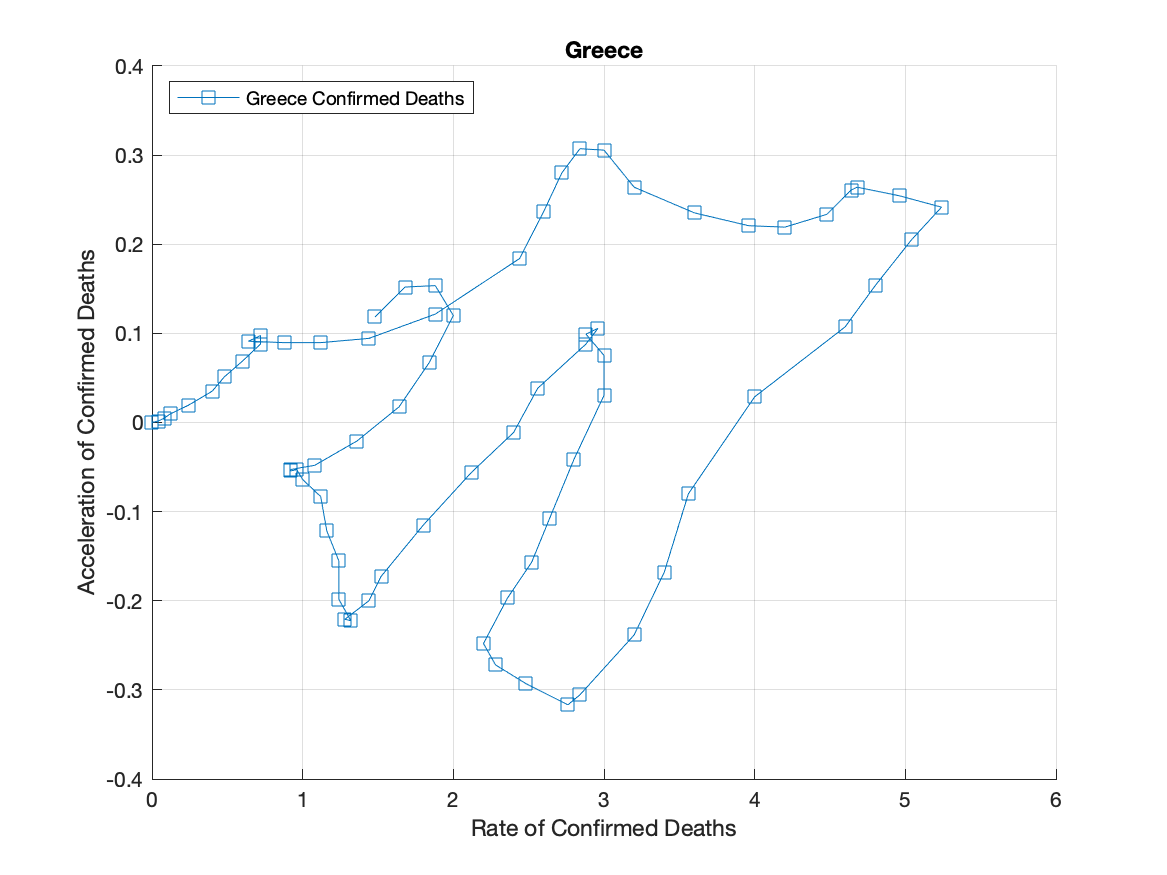 Greece
Greece Confirmed Deaths
0.4
0.3
0.2
0.1
0
-0.1
-0.2
-0.3
-0.4
Acceleration of Confirmed Deaths
0 1 2 3 4 5 6
Rate of Confirmed Deaths